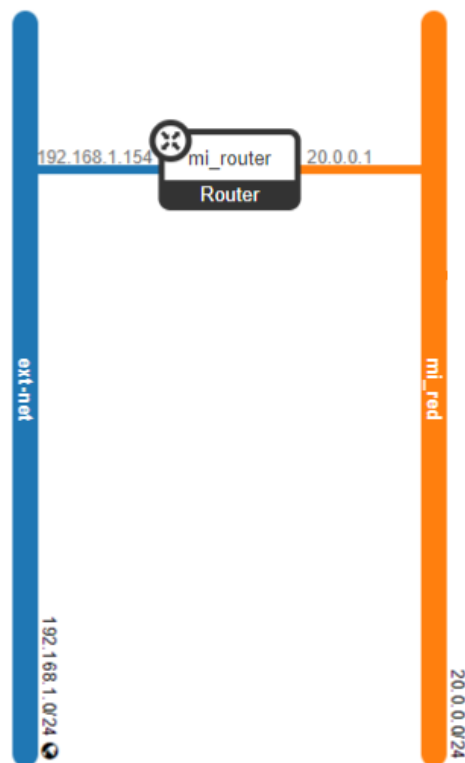 192.168.1.154
mi_router
20.0.0.1
Router
ext-net
mi_red
192.168.1.0/24
20.0.0.0/24